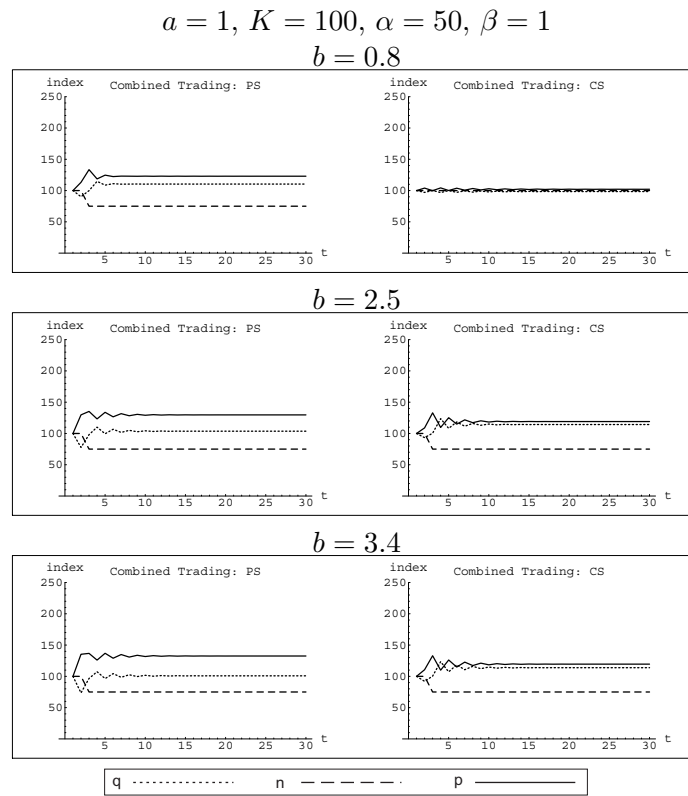 a = 1, K = 100, α = 50, β = 1
b = 0.8
index Combined Trading: PS
250
200
150
100
50
5 10 15 20 25 30 t
index Combined Trading: CS
250
200
150
100
50
5 10 15 20 25 30 t
b = 2.5
index Combined Trading: PS
250
200
150
100
50
5 10 15 20 25 30 t
index Combined Trading: CS
250
200
150
100
50
5 10 15 20 25 30 t
b = 3.4
index Combined Trading: PS
250
200
150
100
50
5 10 15 20 25 30 t
index Combined Trading: CS
250
200
150
100
50
5 10 15 20 25 30 t
q n p